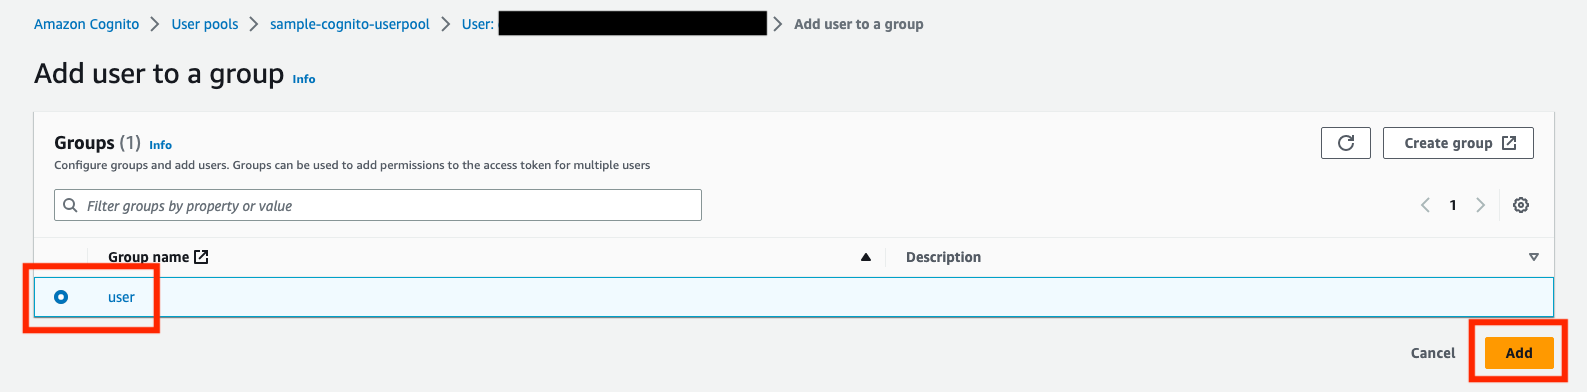 Amazon Cognito > User pools > sample-cognito-userpool > User: > Add user to a group
Add user to a group Info
Groups (1) Info
Configure groups and add users. Groups can be used to add permissions to the access token for multiple users
Create group
Filter groups by property or value
1
Group name Description
user
Cancel Add